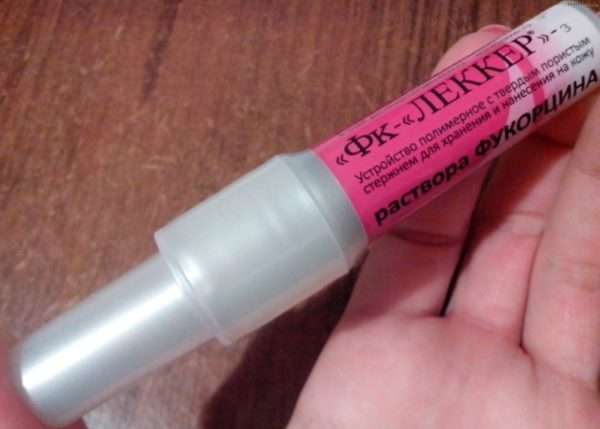 «ФК-«ЛЕККЕР®»-з
Устройство полимерное с твердым пористым
стержнем для хранения и нанесения на кожу
раствора ФУКОРЦИНА